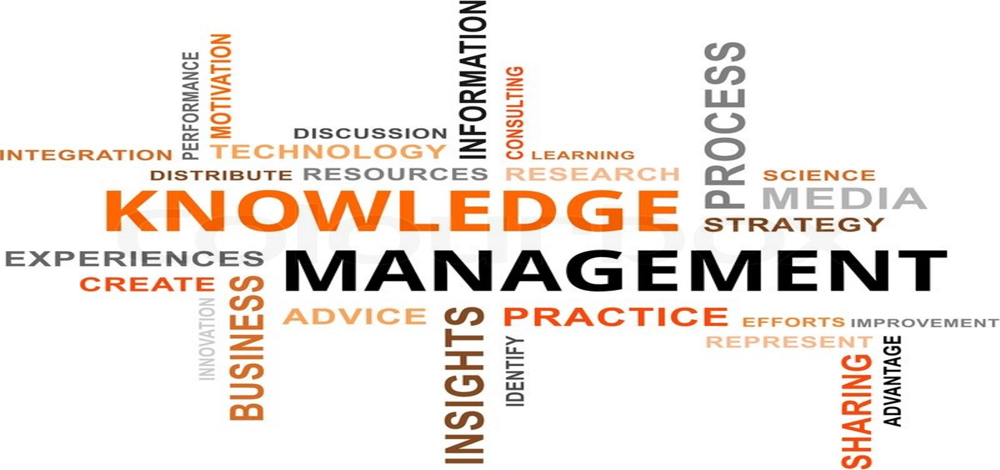 INFORMATION
MOTIVATION
PERFORMANCE
CONSULTING
PROCESS
DISCUSSION
TECHNOLOGY
INTEGRATION
LEARNING
DISTRIBUTE
RESOURCES
RESEARCH
SCIENCE
KNOWLEDGE
MEDIA
STRATEGY
EXPERIENCES
MANAGEMENT
CREATE
INNOVATION
BUSINESS
ADVICE
INSIGHTS
PRACTICE
EFFORTS
IMPROVEMENT
IDENTIFY
REPRESENT
SHARING
ADVANTAGE
colourbox